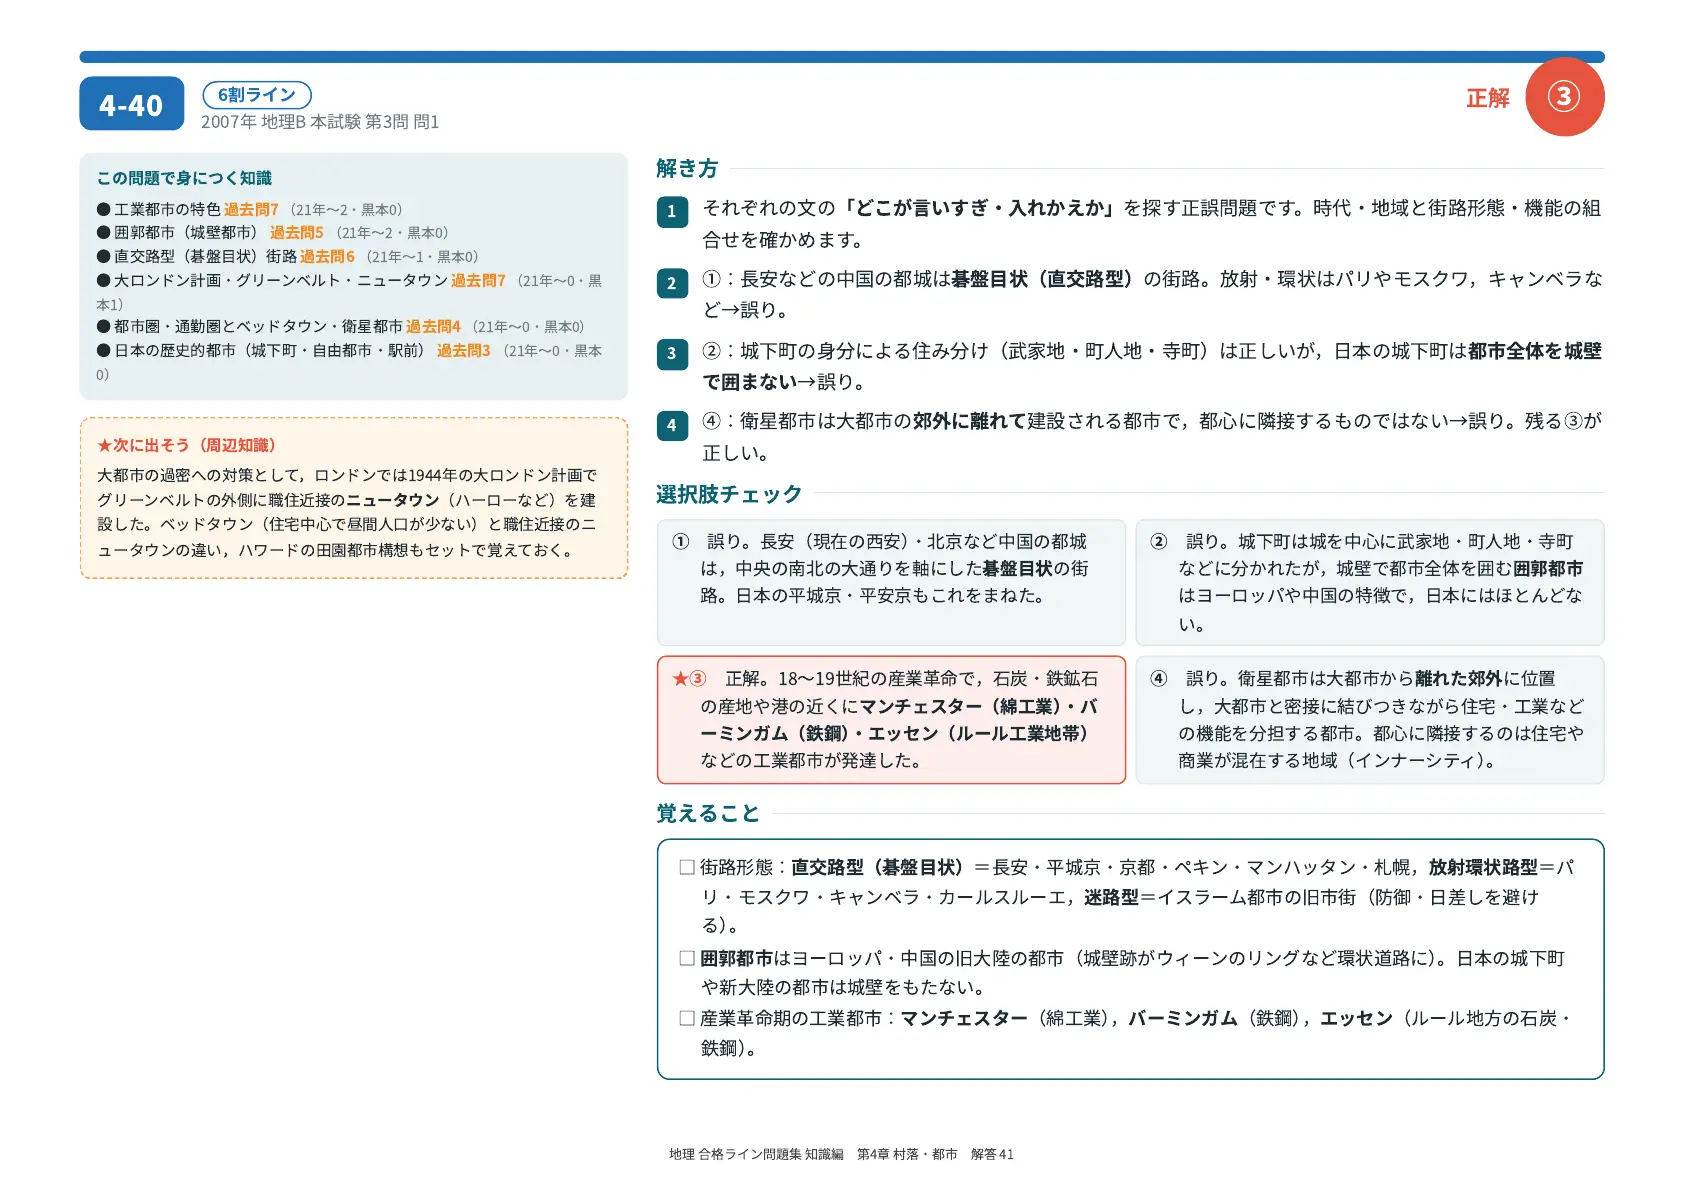 4-40
6割ライン
2007年 地理B 本試験 第3問 問1
正解 ③
この問題で身につく知識
●工業都市の特色 過去問7 （21年〜2・黒本0）
●囲郭都市（城壁都市） 過去問5 （21年〜2・黒本0）
●直交路型（碁盤目状）街路 過去問6 （21年〜1・黒本0）
●大ロンドン計画・グリーンベルト・ニュータウン 過去問7 （21年〜0・黒
本1）
●都市圏・通勤圏とベッドタウン・衛星都市 過去問4 （21年〜0・黒本0）
●日本の歴史的都市（城下町・自由都市・駅前） 過去問3 （21年〜0・黒本
0）
★次に出そう（周辺知識）
大都市の過密への対策として，ロンドンでは1944年の大ロンドン計画で
グリーンベルトの外側に職住近接のニュータウン（ハーローなど）を建
設した。ベッドタウン（住宅中心で昼間人口が少ない）と職住近接のニ
ュータウンの違い，ハワードの田園都市構想もセットで覚えておく。
解き方
1 それぞれの文の「どこが言いすぎ・入れかえか」を探す正誤問題です。時代・地域と街路形態・機能の組
合せを確かめます。
2 ①：長安などの中国の都城は碁盤目状（直交路型）の街路。放射・環状はパリやモスクワ，キャンベラな
ど→誤り。
3 ②：城下町の身分による住み分け（武家地・町人地・寺町）は正しいが，日本の城下町は都市全体を城壁
で囲まない→誤り。
4 ④：衛星都市は大都市の郊外に離れて建設される都市で，都心に隣接するものではない→誤り。残る③が
正しい。
選択肢チェック
① 誤り。長安（現在の西安）・北京など中国の都城
は，中央の南北の大通りを軸にした碁盤目状の街
路。日本の平城京・平安京もこれをまねた。
② 誤り。城下町は城を中心に武家地・町人地・寺町
などに分かれたが，城壁で都市全体を囲む囲郭都市
はヨーロッパや中国の特徴で，日本にはほとんどな
い。
★③ 正解。18〜19世紀の産業革命で，石炭・鉄鉱石
の産地や港の近くにマンチェスター（綿工業）・バ
ーミンガム（鉄鋼）・エッセン（ルール工業地帯）
などの工業都市が発達した。
④ 誤り。衛星都市は大都市から離れた郊外に位置
し，大都市と密接に結びつきながら住宅・工業など
の機能を分担する都市。都心に隣接するのは住宅や
商業が混在する地域（インナーシティ）。
覚えること
□ 街路形態：直交路型（碁盤目状）＝長安・平城京・京都・ペキン・マンハッタン・札幌，放射環状路型＝パ
リ・モスクワ・キャンベラ・カールスルーエ，迷路型＝イスラーム都市の旧市街（防御・日差しを避け
る）。
□ 囲郭都市はヨーロッパ・中国の旧大陸の都市（城壁跡がウィーンのリングなど環状道路に）。日本の城下町
や新大陸の都市は城壁をもたない。
□ 産業革命期の工業都市：マンチェスター（綿工業），バーミンガム（鉄鋼），エッセン（ルール地方の石炭・
鉄鋼）。
地理 合格ライン問題集 知識編 第4章 村落・都市 解答 41